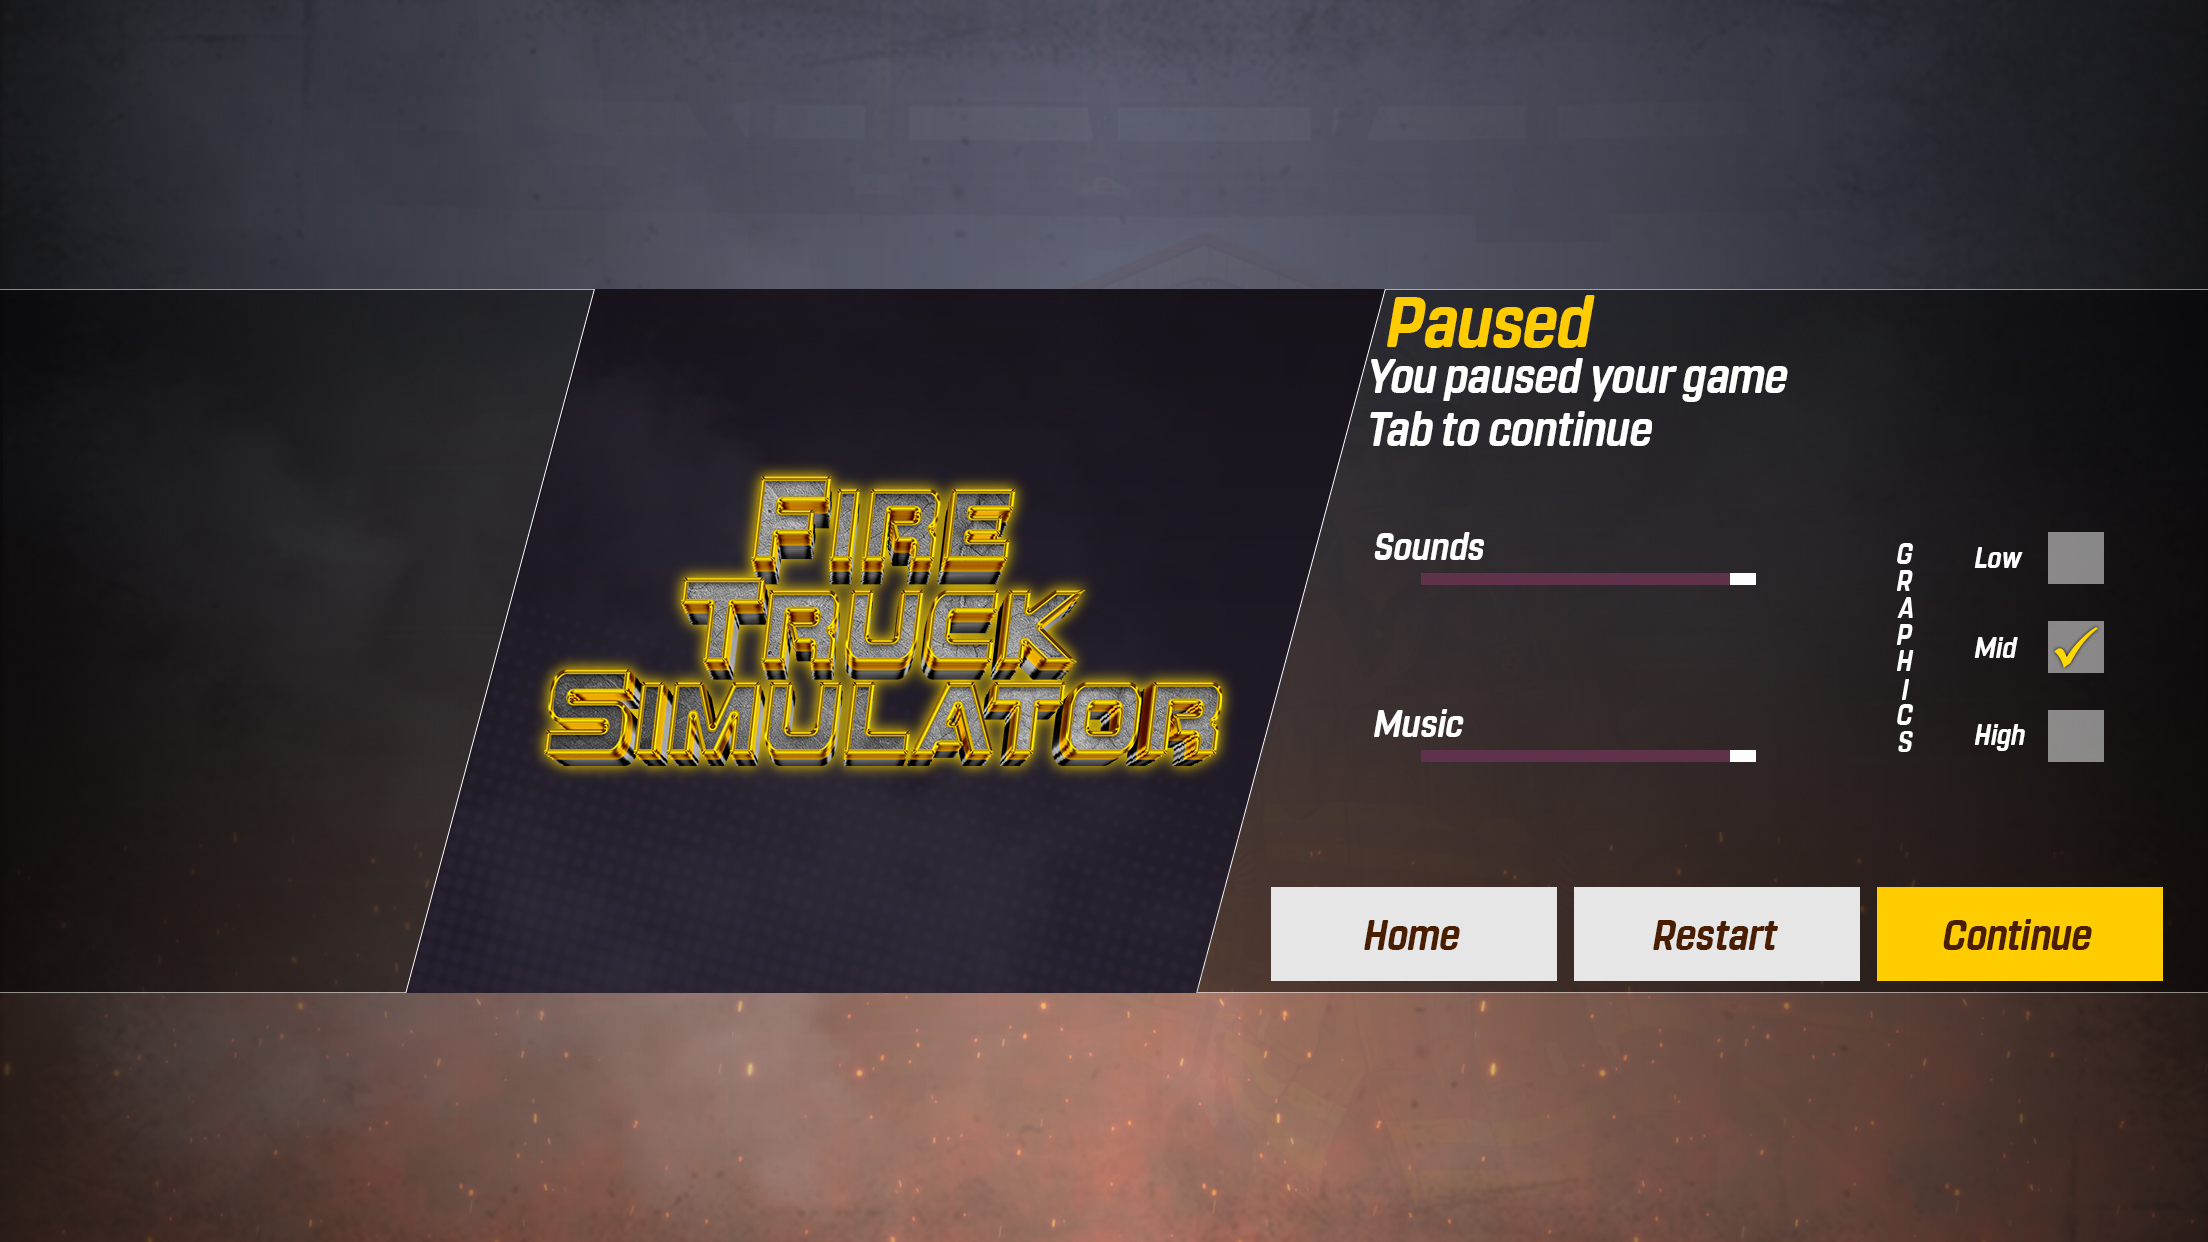 FIRE
TRUCK
SIMULATOR
Paused
You paused your game
Tab to continue
Sounds
Music
GRAPHICS
Low
Mid
High
Home
Restart
Continue